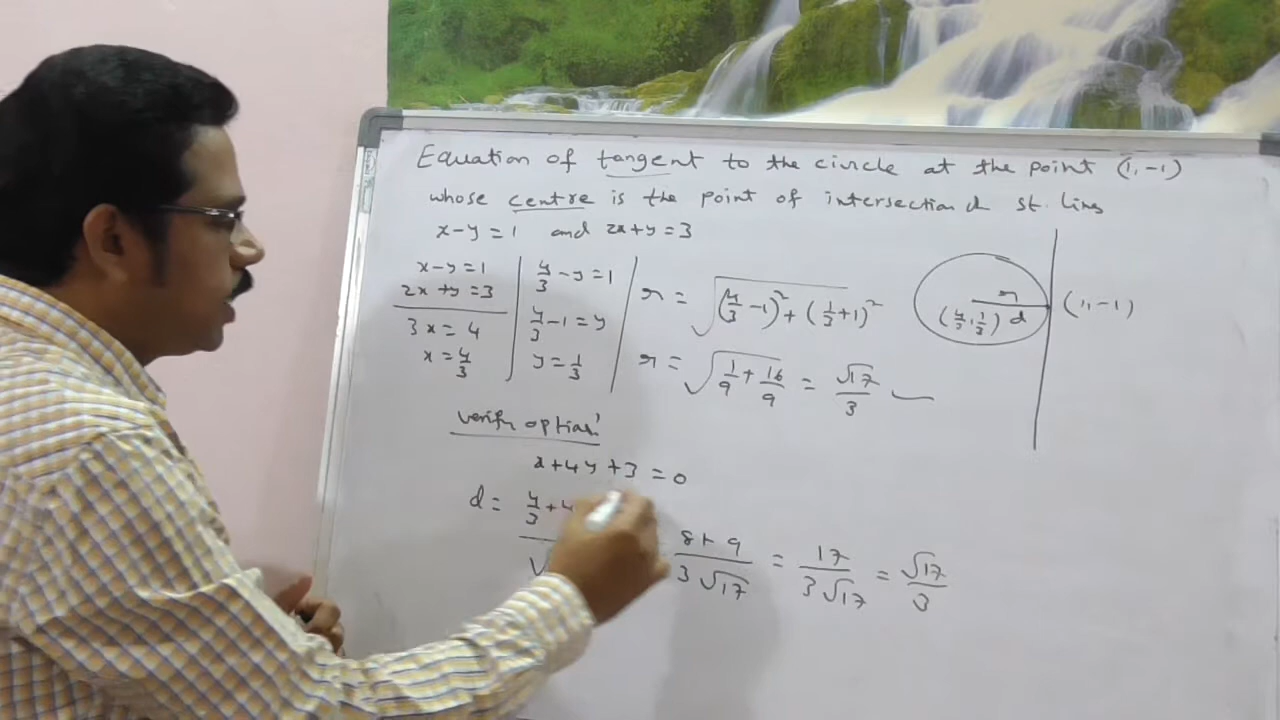 Equation of tangent to the circle at the point (1, -1)
whose centre is the point of intersection of st. lines
x-y=1 and 2x+y=3
x-y=1
2x+y=3
3x=4
x=4/3
4/3-y=1
4/3-1=y
y=1/3
r = √((4/3-1)²+(1/3+1)²)
r = √(1/9+16/9) = √17/3
r
(4/3, 1/3) d
(1, -1)
Verify option!
x+4y+3=0
d = 4/3+4
√
8+9/3√17 = 17/3√17 = √17/3